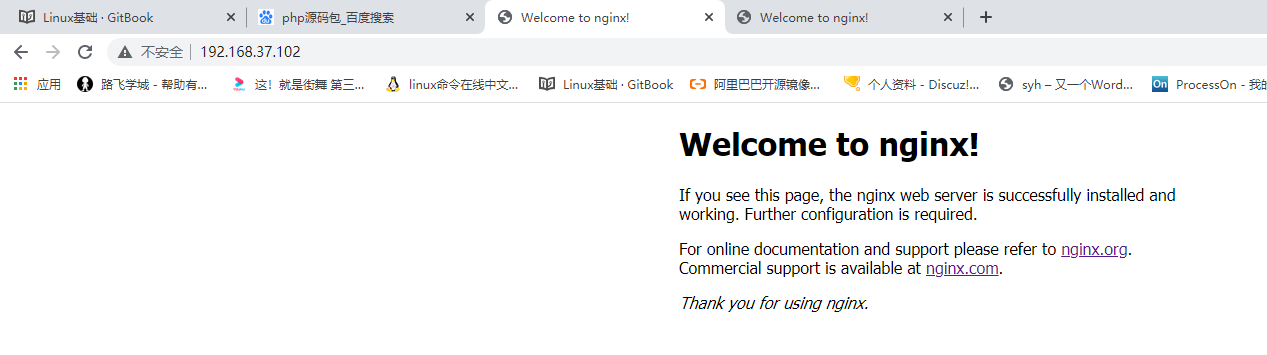 Linux基础 · GitBook
php源码包_百度搜索
Welcome to nginx!
Welcome to nginx!
不安全 192.168.37.102
应用
路飞学城 - 帮助有...
这！就是街舞 第三...
linux命令在线中文...
Linux基础 · GitBook
阿里巴巴开源镜像...
个人资料 - Discuz!...
syh – 又一个Word...
On
ProcessOn - 我的
Welcome to nginx!
If you see this page, the nginx web server is successfully installed and
working. Further configuration is required.
For online documentation and support please refer to nginx.org.
Commercial support is available at nginx.com.
Thank you for using nginx.